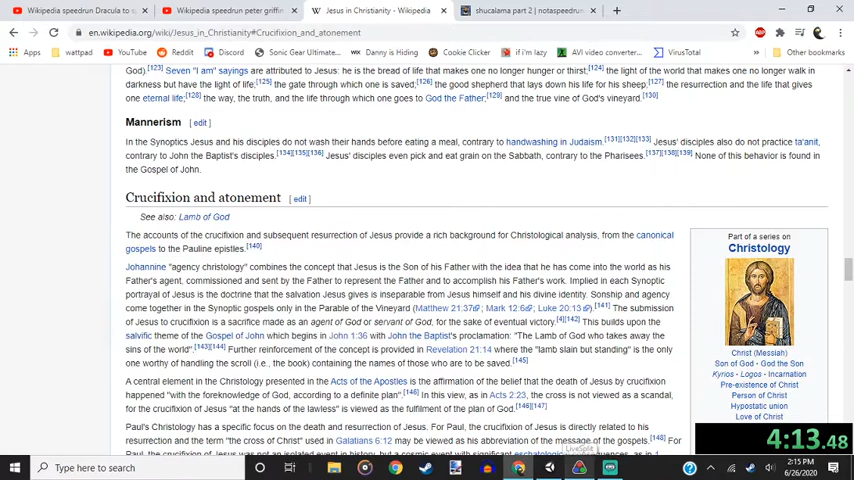 Wikipedia speedrun Dracula to s
Wikipedia speedrun peter griffin
Jesus in Christianity - Wikipedia
shucalama part 2 | notaspeedrun
en.wikipedia.org/wiki/Jesus_in_Christianity#Crucifixion_and_atonement
Apps wattpad YouTube Reddit Discord Sonic Ultimate Genesis... Danny is Hiding Cookie Clicker if i'm lazy AVI video converter... VirusTotal Other bookmarks
God).[123] Seven "I am" sayings are attributed to Jesus: he is the bread of life that makes one no longer hunger or thirst;[124] the light of the world that makes one no longer walk in
darkness but have the light of life;[125] the gate through which one is saved;[126] the good shepherd that lays down his life for his sheep;[127] the resurrection and the life that gives
one eternal life;[128] the way, the truth, and the life through which one goes to God the Father;[129] and the true vine of God's vineyard.[130]
Mannerism [ edit ]
In the Synoptics Jesus and his disciples do not wash their hands before eating a meal, contrary to handwashing in Judaism.[131][132][133] Jesus' disciples also do not practice ta'anit,
contrary to John the Baptist's disciples.[134][135][136] Jesus' disciples even pick and eat grain on the Sabbath, contrary to the Pharisees.[137][138][139] None of this behavior is found in
the Gospel of John.
Crucifixion and atonement [ edit ]
See also: Lamb of God
The accounts of the crucifixion and subsequent resurrection of Jesus provide a rich background for Christological analysis, from the canonical
gospels to the Pauline epistles.[140]
Johannine "agency christology" combines the concept that Jesus is the Son of his Father with the idea that he has come into the world as his
Father's agent, commissioned and sent by the Father to represent the Father and to accomplish his Father's work. Implied in each Synoptic
portrayal of Jesus is the doctrine that the salvation Jesus gives is inseparable from Jesus himself and his divine identity. Sonship and agency
come together in the Synoptic gospels only in the Parable of the Vineyard (Matthew 21:37; Mark 12:6; Luke 20:13).[141] The submission
of Jesus to crucifixion is a sacrifice made as an agent of God or servant of God, for the sake of eventual victory.[4][142] This builds upon the
salvific theme of the Gospel of John which begins in John 1:36 with John the Baptist's proclamation: "The Lamb of God who takes away the
sins of the world".[143][144] Further reinforcement of the concept is provided in Revelation 21:14 where the "lamb slain but standing" is the only
one worthy of handling the scroll (i.e., the book) containing the names of those who are to be saved.[145]
A central element in the Christology presented in the Acts of the Apostles is the affirmation of the belief that the death of Jesus by crucifixion
happened "with the foreknowledge of God, according to a definite plan".[146] In this view, as in Acts 2:23, the cross is not viewed as a scandal,
for the crucifixion of Jesus "at the hands of the lawless" is viewed as the fulfilment of the plan of God.[146][147]
Paul's Christology has a specific focus on the death and resurrection of Jesus. For Paul, the crucifixion of Jesus is directly related to his
resurrection and the term "the cross of Christ" used in Galatians 6:12 may be viewed as his abbreviation of the message of the gospels.[148] For
Paul, the crucifixion of Jesus was not an isolated event in history, but a cosmic event with significant eschatological
Part of a series on
Christology
Christ (Messiah)
Son of God - God the Son
Kyrios - Logos - Incarnation
Pre-existence of Christ
Person of Christ
Hypostatic union
Love of Christ
LiveSplit
4:13.48
Type here to search
2:15 PM
6/26/2020